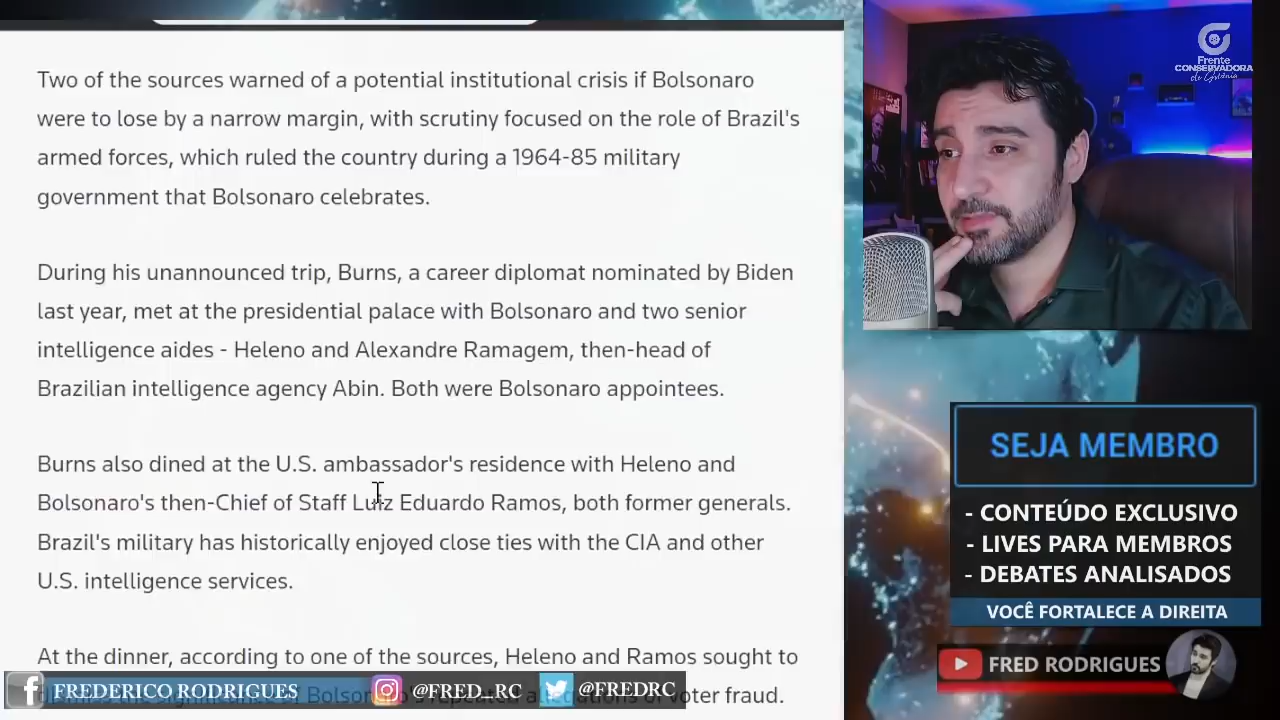 Two of the sources warned of a potential institutional crisis if Bolsonaro
were to lose by a narrow margin, with scrutiny focused on the role of Brazil's
armed forces, which ruled the country during a 1964-85 military
government that Bolsonaro celebrates.
During his unannounced trip, Burns, a career diplomat nominated by Biden
last year, met at the presidential palace with Bolsonaro and two senior
intelligence aides - Heleno and Alexandre Ramagem, then-head of
Brazilian intelligence agency Abin. Both were Bolsonaro appointees.
Burns also dined at the U.S. ambassador's residence with Heleno and
Bolsonaro's then-Chief of Staff Luiz Eduardo Ramos, both former generals.
Brazil's military has historically enjoyed close ties with the CIA and other
U.S. intelligence services.
At the dinner, according to one of the sources, Heleno and Ramos sought to
of Bolsonaro's repeated allegations of voter fraud.
FREDERICO RODRIGUES
@FRED_RC
@FREDRC
Frente
CONSERVADORA
de Goiânia
SEJA MEMBRO
- CONTEÚDO EXCLUSIVO
- LIVES PARA MEMBROS
- DEBATES ANALISADOS
VOCÊ FORTALECE A DIREITA
FRED RODRIGUES